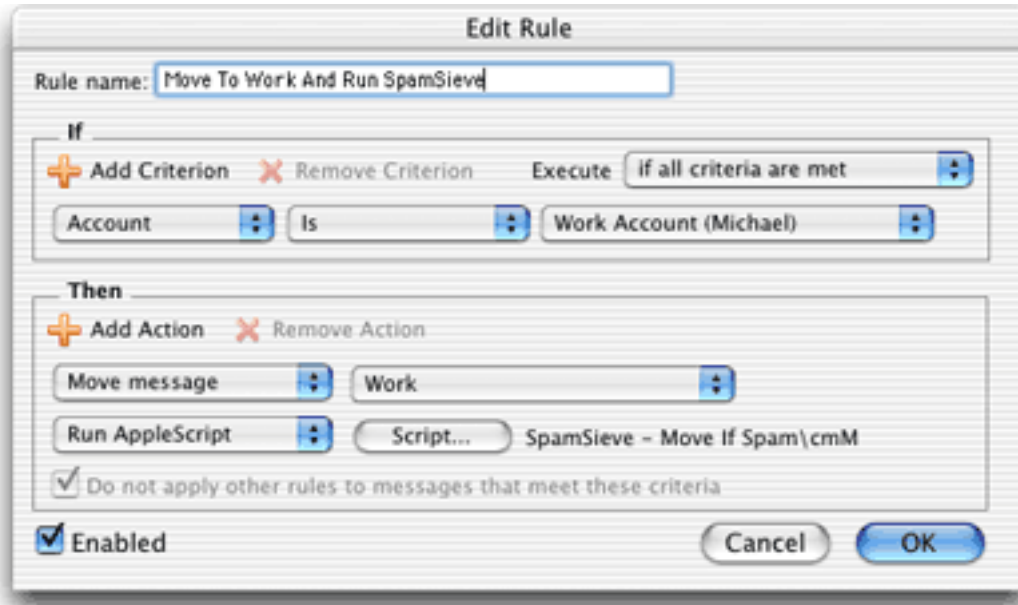 Edit Rule
Rule name: Move To Work And Run SpamSieve
If
Add Criterion Remove Criterion Execute if all criteria are met
Account Is Work Account (Michael)
Then
Add Action Remove Action
Move message Work
Run AppleScript Script... SpamSieve - Move If Spam\cmM
Do not apply other rules to messages that meet these criteria
Enabled Cancel OK